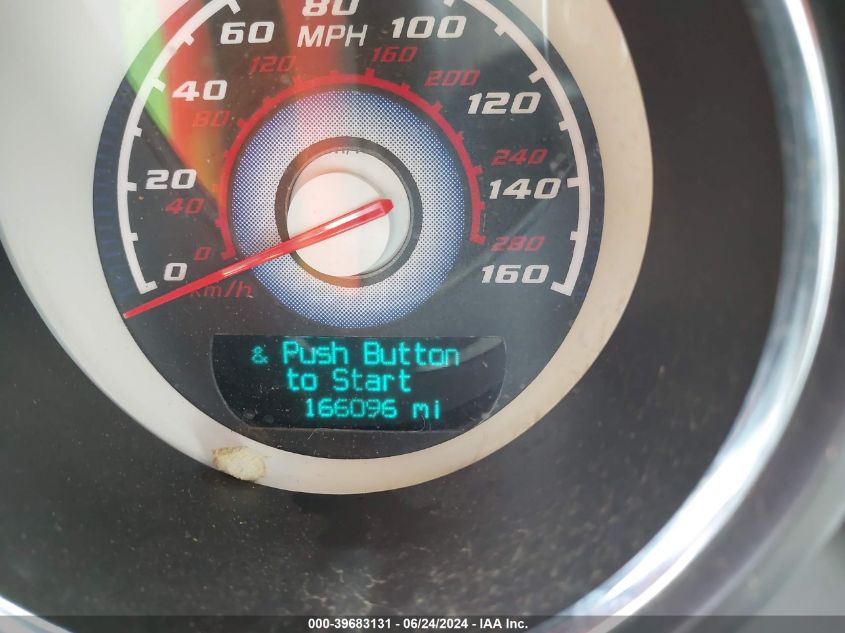 80
60 MPH 100
120 160
40 200 120
80
240
20 140
40
0 280
0 160
km/h
& Push Button
to Start
166096 mi
000-39683131 - 06/24/2024 - IAA Inc.